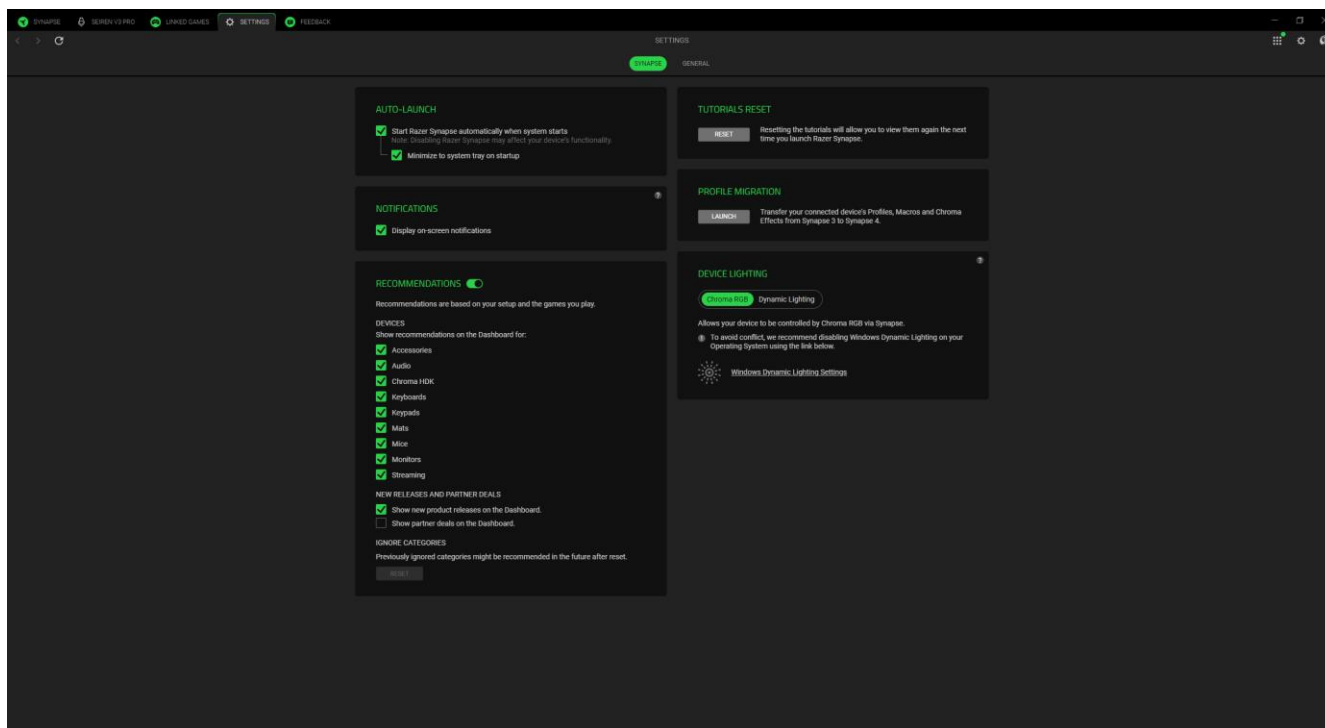 SYNAPSE
SEIREN V3 PRO
LINKED GAMES
SETTINGS
FEEDBACK
SETTINGS
SYNAPSE
GENERAL
AUTO-LAUNCH
Start Razer Synapse automatically when system starts
Note: Disabling Razer Synapse may affect your device's functionality.
Minimize to system tray on startup
NOTIFICATIONS
Display on-screen notifications
RECOMMENDATIONS
Recommendations are based on your setup and the games you play.
DEVICES
Show recommendations on the Dashboard for:
Accessories
Audio
Chroma HDK
Keyboards
Keypads
Mats
Mice
Monitors
Streaming
NEW RELEASES AND PARTNER DEALS
Show new product releases on the Dashboard.
Show partner deals on the Dashboard.
IGNORE CATEGORIES
Previously ignored categories might be recommended in the future after reset.
RESET
TUTORIALS RESET
RESET
Resetting the tutorials will allow you to view them again the next
time you launch Razer Synapse.
PROFILE MIGRATION
LAUNCH
Transfer your connected device's Profiles, Macros and Chroma
Effects from Synapse 3 to Synapse 4.
DEVICE LIGHTING
Chroma RGB
Dynamic Lighting
Allows your device to be controlled by Chroma RGB via Synapse.
To avoid conflict, we recommend disabling Windows Dynamic Lighting on your
Operating System using the link below.
Windows Dynamic Lighting Settings